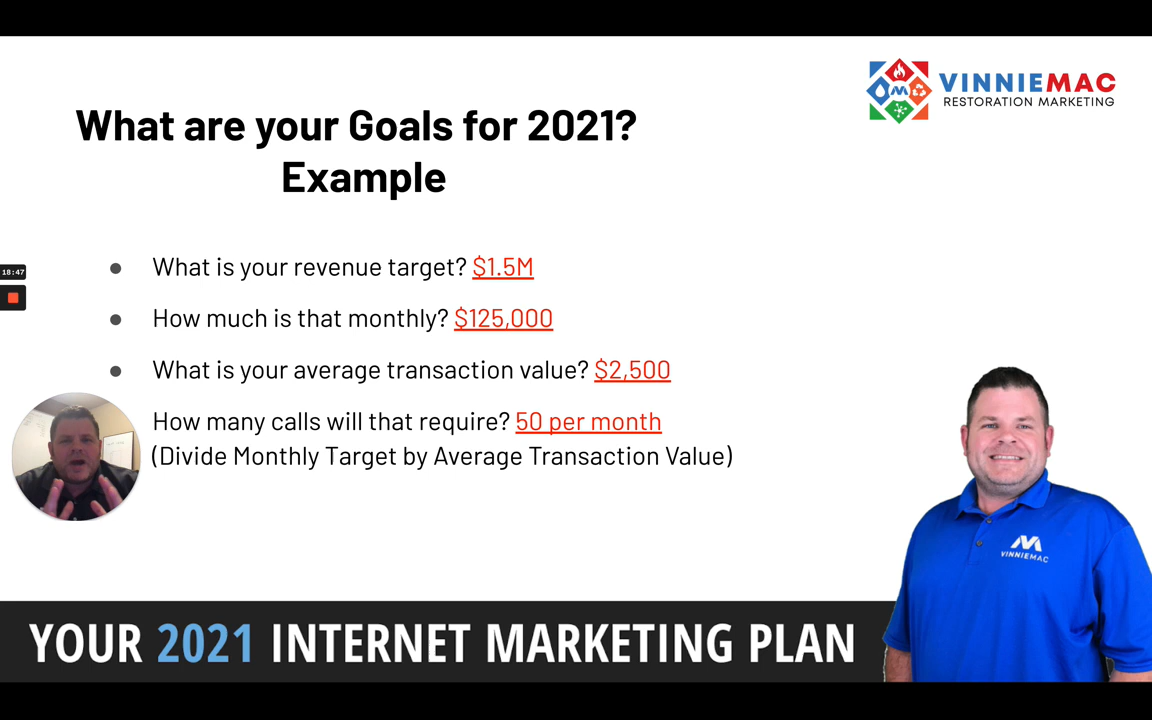 VINNIEMAC
RESTORATION MARKETING
What are your Goals for 2021?
Example
What is your revenue target? $1.5M
How much is that monthly? $125,000
18:47
What is your average transaction value? $2,500
How many calls will that require? 50 per month
(Divide Monthly Target by Average Transaction Value)
VINNIEMAC
YOUR 2021 INTERNET MARKETING PLAN